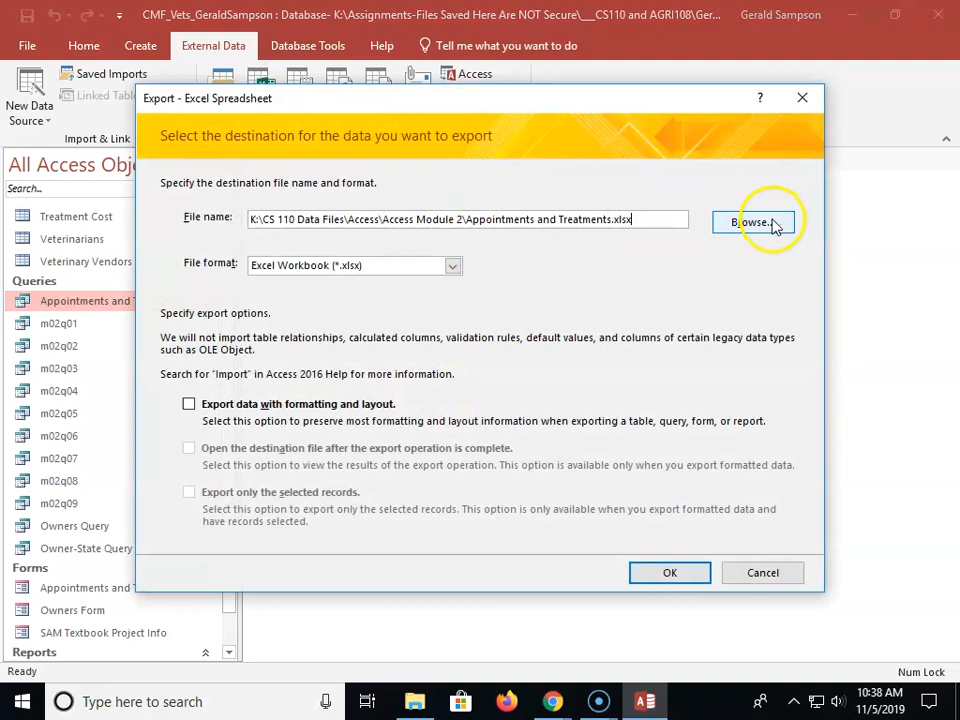 CMF_Vets_GeraldSampson : Database- K:\Assignments-Files Saved Here Are NOT Secure\___CS110 and AGRI108\Ger...
Gerald Sampson
File
Home
Create
External Data
Database Tools
Help
Tell me what you want to do
New Data
Source
Saved Imports
Linked Tabl
Access
Import & Link
Export - Excel Spreadsheet
?
Select the destination for the data you want to export
Specify the destination file name and format.
File name:
K:\CS 110 Data Files\Access\Access Module 2\Appointments and Treatments.xlsx
Browse...
File format:
Excel Workbook (*.xlsx)
Specify export options.
We will not import table relationships, calculated columns, validation rules, default values, and columns of certain legacy data types
such as OLE Object.
Search for "Import" in Access 2016 Help for more information.
Export data with formatting and layout.
Select this option to preserve most formatting and layout information when exporting a table, query, form, or report.
Open the destination file after the export operation is complete.
Select this option to view the results of the export operation. This option is available only when you export formatted data.
Export only the selected records.
Select this option to export only the selected records. This option is only available when you export formatted data and
have records selected.
OK
Cancel
All Access Obj
Search...
Treatment Cost
Veterinarians
Veterinary Vendors
Queries
Appointments and T
m02q01
m02q02
m02q03
m02q04
m02q05
m02q06
m02q07
m02q08
m02q09
Owners Query
Owner-State Query
Forms
Appointments and T
Owners Form
SAM Textbook Project Info
Reports
Ready
Num Lock
Type here to search
10:38 AM
11/5/2019